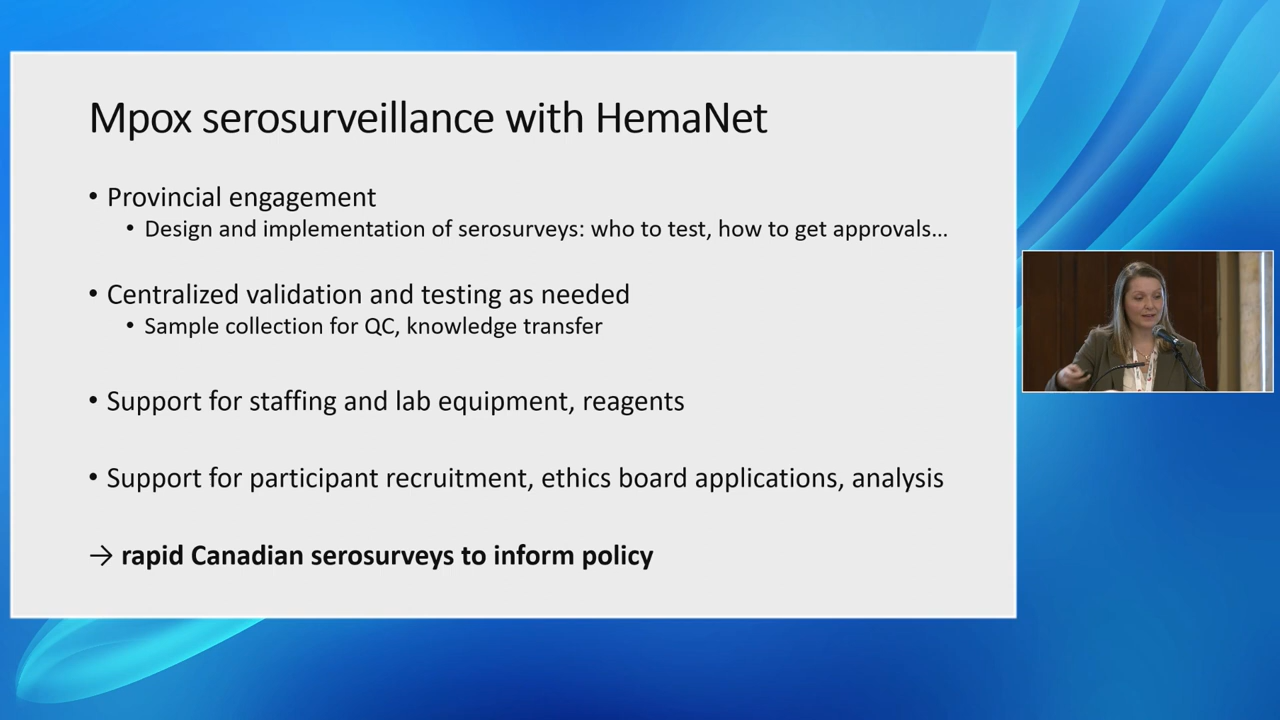 Mpox serosurveillance with HemaNet
• Provincial engagement
• Design and implementation of serosurveys: who to test, how to get approvals...
• Centralized validation and testing as needed
• Sample collection for QC, knowledge transfer
• Support for staffing and lab equipment, reagents
• Support for participant recruitment, ethics board applications, analysis
→ rapid Canadian serosurveys to inform policy